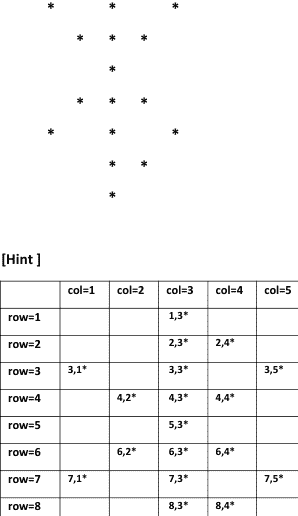 * * *
* * *
*
* * *
* * *
* *
*
[Hint ]
col=1 col=2 col=3 col=4 col=5
row=1 1,3*
row=2 2,3* 2,4*
row=3 3,1* 3,3* 3,5*
row=4 4,2* 4,3* 4,4*
row=5 5,3*
row=6 6,2* 6,3* 6,4*
row=7 7,1* 7,3* 7,5*
row=8 8,3* 8,4*